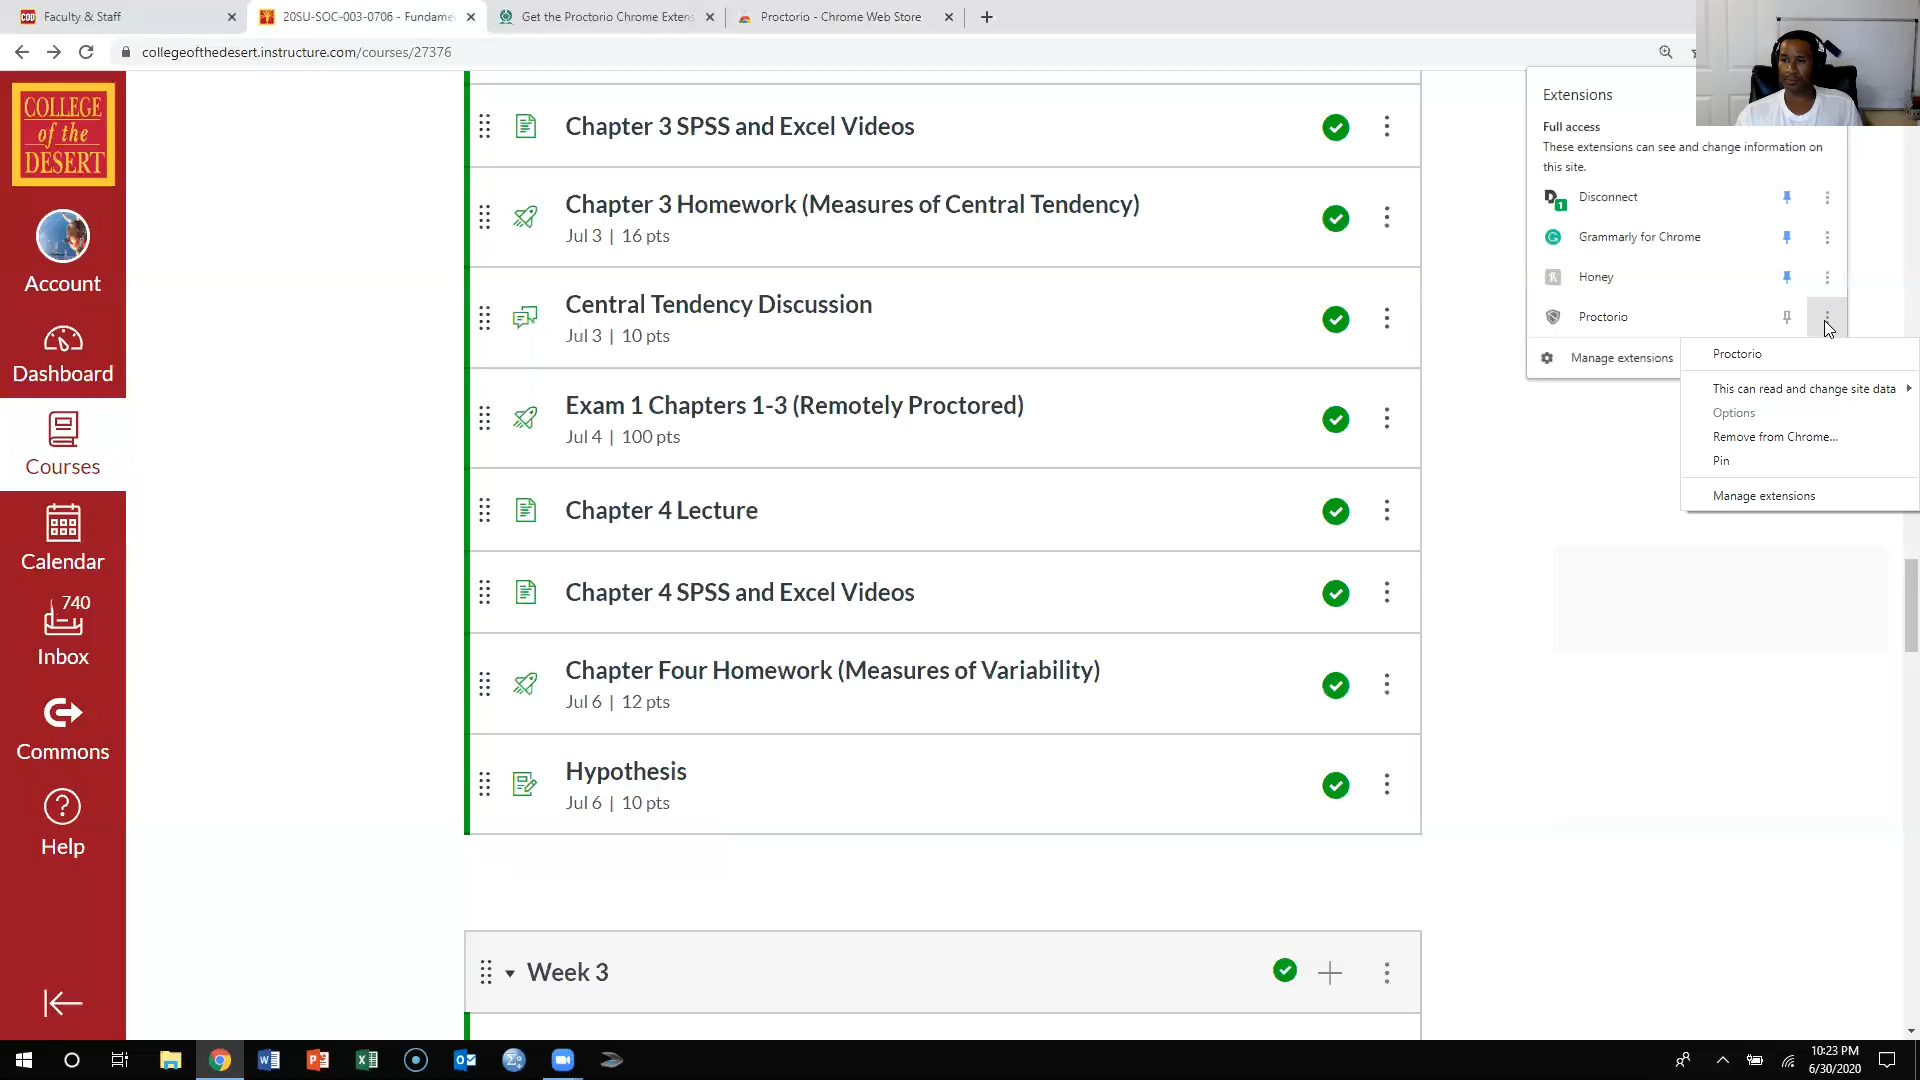 Faculty & Staff
20SU-SOC-003-0706 - Fundame
Get the Proctorio Chrome Extens
Proctorio - Chrome Web Store
collegeofthedesert.instructure.com/courses/27376
COLLEGE
of the
DESERT
Account
Dashboard
Courses
Calendar
740
Inbox
Commons
Help
Chapter 3 SPSS and Excel Videos
Chapter 3 Homework (Measures of Central Tendency)
Jul 3 | 16 pts
Central Tendency Discussion
Jul 3 | 10 pts
Exam 1 Chapters 1-3 (Remotely Proctored)
Jul 4 | 100 pts
Chapter 4 Lecture
Chapter 4 SPSS and Excel Videos
Chapter Four Homework (Measures of Variability)
Jul 6 | 12 pts
Hypothesis
Jul 6 | 10 pts
Week 3
Extensions
Full access
These extensions can see and change information on
this site.
Disconnect
1
Grammarly for Chrome
Honey
Proctorio
Manage extensions
Proctorio
This can read and change site data
Options
Remove from Chrome...
Pin
Manage extensions
10:23 PM
6/30/2020